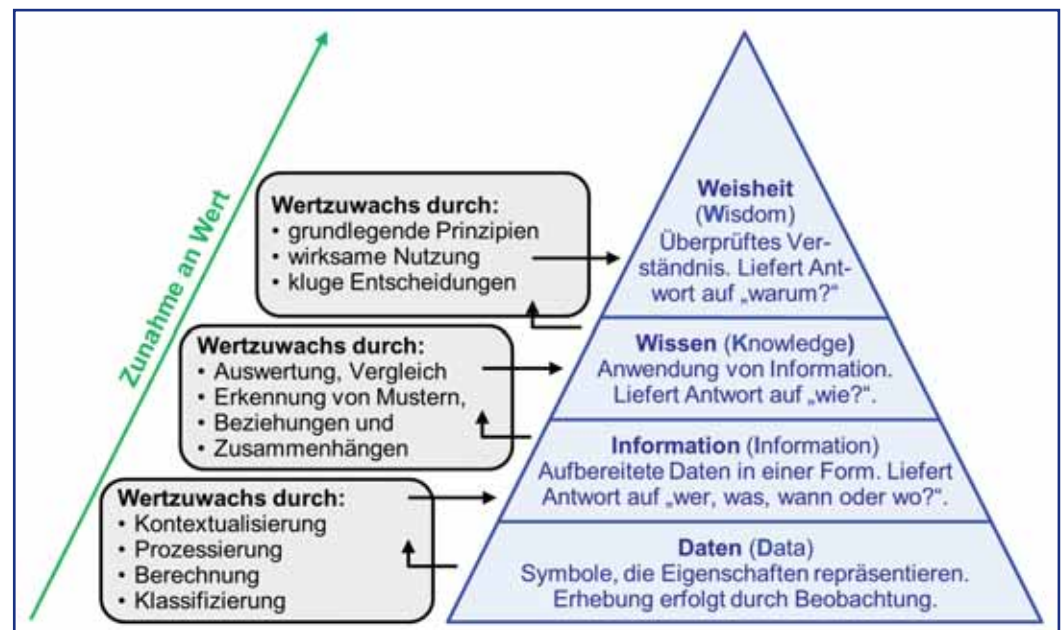 Zunahme an Wert
Wertzuwachs durch:
• grundlegende Prinzipien
• wirksame Nutzung
• kluge Entscheidungen
Weisheit
(Wisdom)
Überprüftes Ver-
ständnis. Liefert Ant-
wort auf „warum?“
Wertzuwachs durch:
• Auswertung, Vergleich
• Erkennung von Mustern,
• Beziehungen und
• Zusammenhängen
Wissen (Knowledge)
Anwendung von Information.
Liefert Antwort auf „wie?“.
Information (Information)
Aufbereitete Daten in einer Form. Liefert
Antwort auf „wer, was, wann oder wo?“.
Wertzuwachs durch:
• Kontextualisierung
• Prozessierung
• Berechnung
• Klassifizierung
Daten (Data)
Symbole, die Eigenschaften repräsentieren.
Erhebung erfolgt durch Beobachtung.